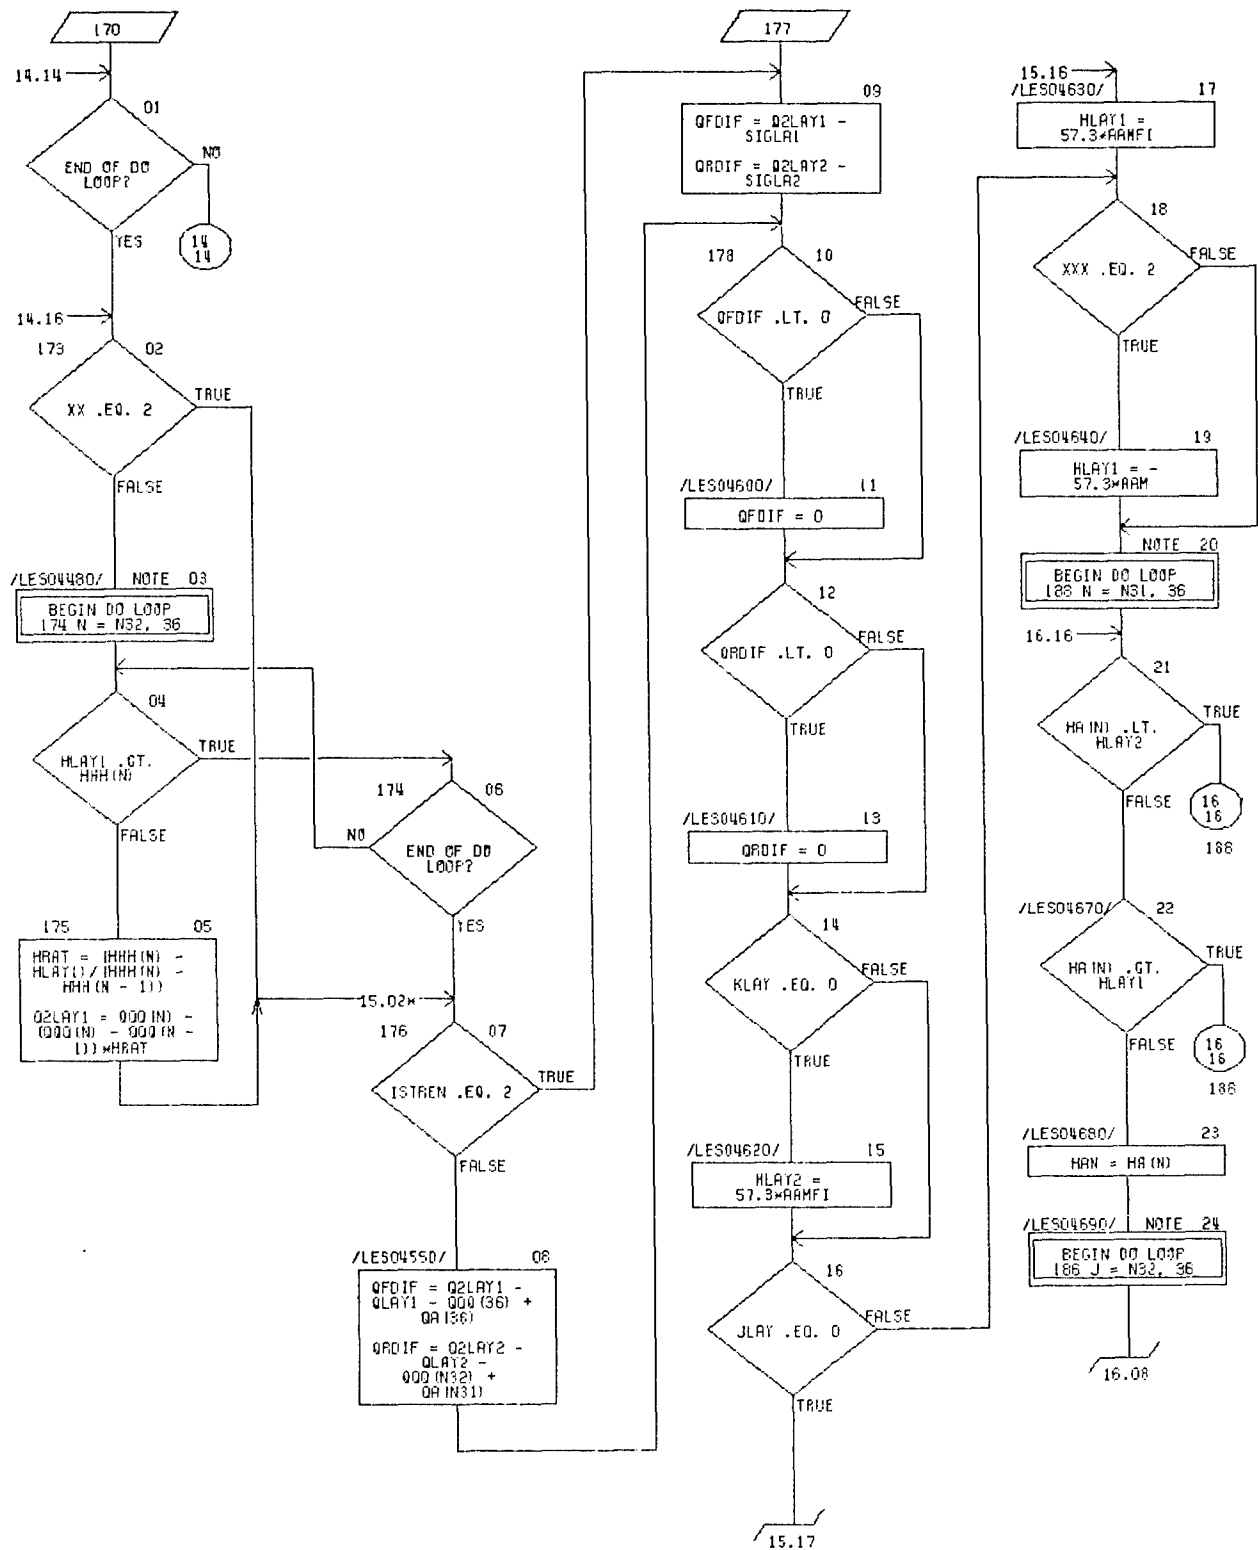 170
14.14
01
END OF DO
LOOP?
NO
14
14
YES
14.16
173
02
XX .EQ. 2
TRUE
FALSE
/LES04480/ NOTE 03
BEGIN DO LOOP
174 N = N32, 36
04
HLAY1 .GT.
HHH(N)
TRUE
FALSE
175 05
HRAT = (HHH(N) -
HLAY1)/(HHH(N) -
HHH(N - 1))
Q2LAY1 = QQQ(N) -
(QQQ(N) - QQQ(N -
1))*HRAT
174
06
NO
END OF DO
LOOP?
YES
15.02*
176
07
ISTREN .EQ. 2
TRUE
FALSE
/LES04550/ 08
QFDIF = Q2LAY1 -
QLAY1 - QQQ(36) +
QA(36)
QRDIF = Q2LAY2 -
QLAY2 -
QQQ(N32) +
QA(N31)
177
09
QFDIF = Q2LAY1 -
SIGLA1
QRDIF = Q2LAY2 -
SIGLA2
178
10
QFDIF .LT. 0
FALSE
TRUE
/LES04600/ 11
QFDIF = 0
12
QRDIF .LT. 0
FALSE
TRUE
/LES04610/ 13
QRDIF = 0
14
KLAY .EQ. 0
FALSE
TRUE
/LES04620/ 15
HLAY2 =
57.3*AAMFI
16
JLAY .EQ. 0
FALSE
TRUE
15.17
15.16
/LES04630/ 17
HLAY1 =
57.3*AAMFI
18
XXX .EQ. 2
FALSE
TRUE
/LES04640/ 19
HLAY1 = -
57.3*AAM
NOTE 20
BEGIN DO LOOP
188 N = N31, 36
16.16
21
HA(N) .LT.
HLAY2
TRUE
16
16
188
FALSE
/LES04670/ 22
HA(N) .GT.
HLAY1
TRUE
16
16
188
FALSE
/LES04680/ 23
HAN = HA(N)
/LES04690/ NOTE 24
BEGIN DO LOOP
186 J = N32, 36
16.08